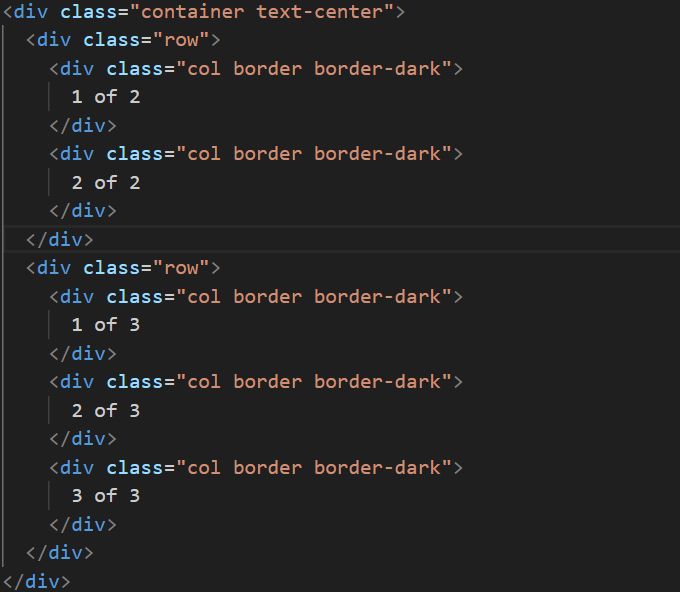 <div class="container text-center">
<div class="row">
<div class="col border border-dark">
1 of 2
</div>
<div class="col border border-dark">
2 of 2
</div>
</div>
<div class="row">
<div class="col border border-dark">
1 of 3
</div>
<div class="col border border-dark">
2 of 3
</div>
<div class="col border border-dark">
3 of 3
</div>
</div>
</div>